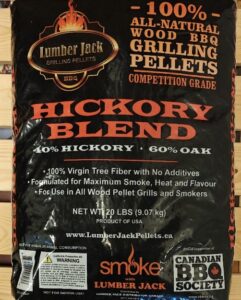 100%
ALL-NATURAL
WOOD BBQ
GRILLING
PELLETS
COMPETITION GRADE
Lumber Jack
GRILLING PELLETS
BBQ
HICKORY
BLEND
40% HICKORY · 60% OAK
•100% Virgin Tree Fiber with No Additives
•Formulated for Maximum Smoke, Heat and Flavour
•For Use in All Wood Pellet Grills and Smokers
NET WT. 20 LBS (9.07 kg)
PRODUCT OF USA
www.LumberJackPellets.ca
WARNING
smoke
with
LUMBER JACK
CANADIAN
BBQ
SOCIETY